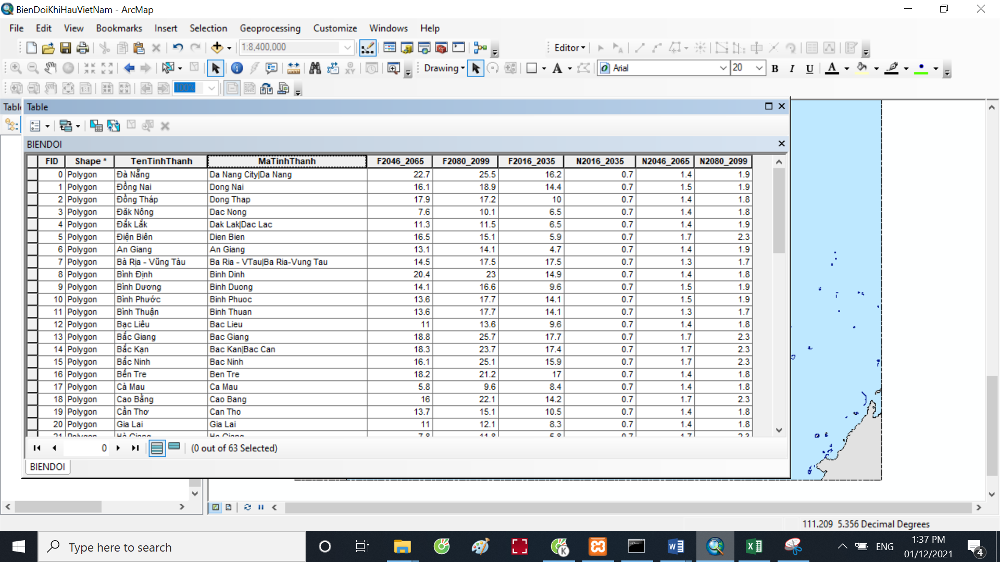 BienDoiKhiHauVietNam - ArcMap
File Edit View Bookmarks Insert Selection Geoprocessing Customize Windows Help
1:8,400,000 Editor
Drawing A Arial 20 B I U A
100%
Table
BIENDOI
FID Shape * TenTinhThanh MaTinhThanh F2046_2065 F2080_2099 F2016_2035 N2016_2035 N2046_2065 N2080_2099
0 Polygon Đà Nẵng Da Nang City|Da Nang 22.7 25.5 16.2 0.7 1.4 1.9
1 Polygon Đồng Nai Dong Nai 16.1 18.9 14.4 0.7 1.5 1.9
2 Polygon Đồng Tháp Dong Thap 17.9 17.2 10 0.7 1.4 1.8
3 Polygon Đăk Nông Dac Nong 7.6 10.1 6.5 0.7 1.4 1.8
4 Polygon Đắk Lắk Dak Lak|Dac Lac 11.3 11.5 6.5 0.7 1.4 1.9
5 Polygon Điện Biên Dien Bien 16.5 15.1 5.9 0.7 1.7 2.3
6 Polygon An Giang An Giang 13.1 14.1 4.7 0.7 1.4 1.9
7 Polygon Bà Rịa - Vũng Tàu Ba Ria - VTau|Ba Ria-Vung Tau 14.5 17.5 17.5 0.7 1.3 1.7
8 Polygon Bình Định Binh Dinh 20.4 23 14.9 0.7 1.4 1.8
9 Polygon Bình Dương Binh Duong 14.1 16.6 9.6 0.7 1.5 1.9
10 Polygon Bình Phước Binh Phuoc 13.6 17.7 14.1 0.7 1.5 1.9
11 Polygon Bình Thuận Binh Thuan 13.6 17.7 14.1 0.7 1.3 1.7
12 Polygon Bạc Liêu Bac Lieu 11 13.6 9.6 0.7 1.4 1.8
13 Polygon Bắc Giang Bac Giang 18.8 25.7 17.7 0.7 1.7 2.3
14 Polygon Bắc Kạn Bac Kan|Bac Can 18.3 23.7 17.4 0.7 1.7 2.3
15 Polygon Bắc Ninh Bac Ninh 16.1 25.1 15.9 0.7 1.7 2.3
16 Polygon Bến Tre Ben Tre 18.2 21.2 17 0.7 1.4 1.8
17 Polygon Cà Mau Ca Mau 5.8 9.6 8.4 0.7 1.4 1.8
18 Polygon Cao Bằng Cao Bang 16 22.1 14.2 0.7 1.7 2.3
19 Polygon Cần Thơ Can Tho 13.7 15.1 10.5 0.7 1.4 1.8
20 Polygon Gia Lai Gia Lai 11 12.1 8.3 0.7 1.4 1.8
21 Polygon Hà Giang Ha Giang 7.8 11.8 5.8 0.7 1.7 2.3
0 (0 out of 63 Selected)
BIENDOI
111.209 5.356 Decimal Degrees
Type here to search
ENG
1:37 PM
01/12/2021
4